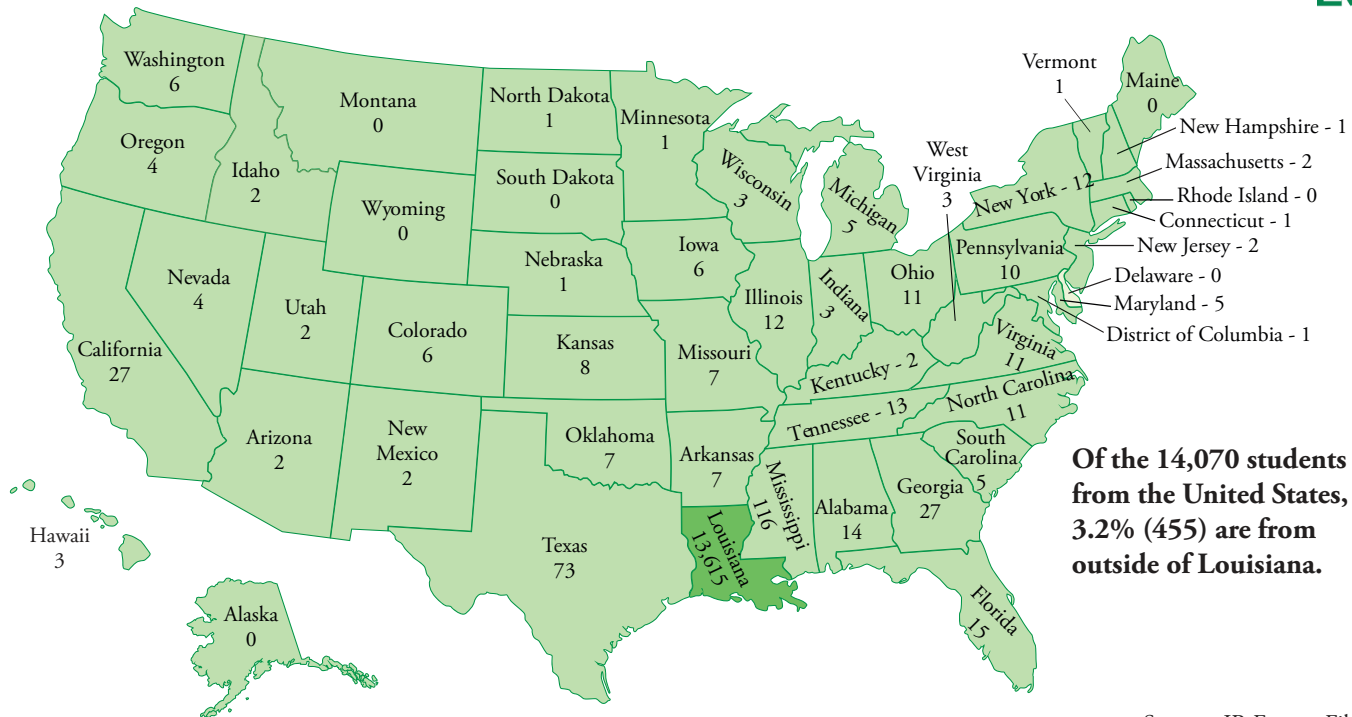 Washington
6
Oregon
4
Idaho
2
Montana
0
North Dakota
1
Minnesota
1
South Dakota
0
Wyoming
0
Wisconsin
3
Michigan
5
Vermont
1
Maine
0
New Hampshire - 1
Massachusetts - 2
Rhode Island - 0
Connecticut - 1
New Jersey - 2
Delaware - 0
Maryland - 5
District of Columbia - 1
West
Virginia
3
New York - 12
Pennsylvania
10
Nevada
4
Utah
2
Colorado
6
Nebraska
1
Iowa
6
Illinois
12
Indiana
3
Ohio
11
California
27
Kansas
8
Missouri
7
Kentucky - 2
Virginia
11
Tennessee - 13
North Carolina
11
Arizona
2
New
Mexico
2
Oklahoma
7
Arkansas
7
South
Carolina
5
Mississippi
116
Alabama
14
Georgia
27
Texas
73
Louisiana
13,615
Florida
15
Hawaii
3
Alaska
0
Of the 14,070 students
from the United States,
3.2% (455) are from
outside of Louisiana.